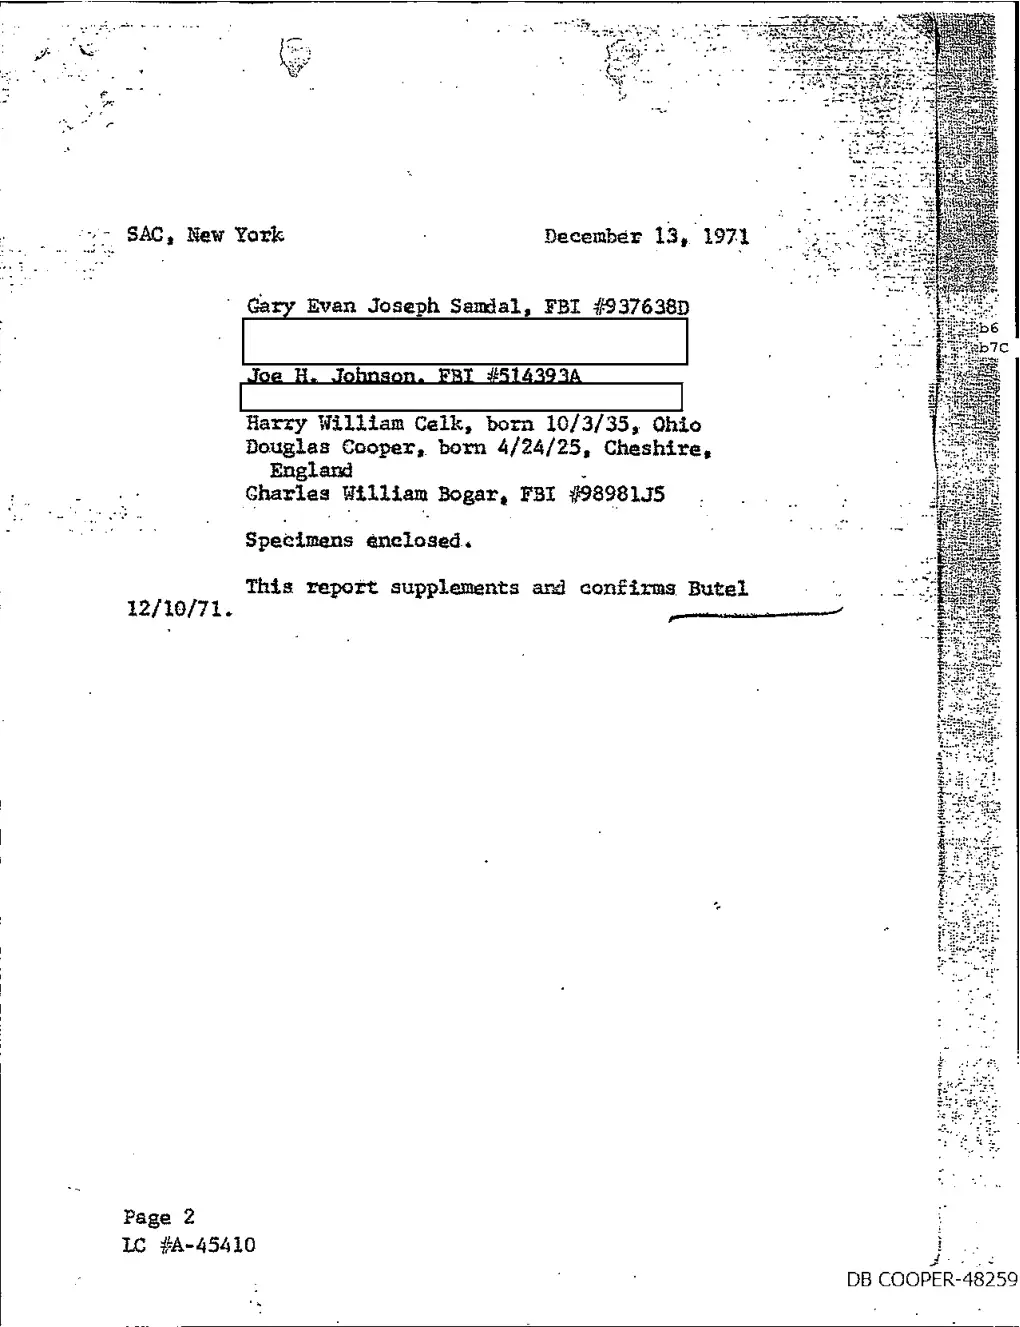 SAC, New York December 13, 1971
Gary Evan Joseph Samdal, FBI #937638D
b6
b7C
Joe H. Johnson, FBI #514393A
Harry William Celk, born 10/3/35, Ohio
Douglas Cooper, born 4/24/25, Cheshire,
England
Charles William Bogar, FBI #98981J5
Specimens enclosed.
This report supplements and confirms Butel
12/10/71.
Page 2
LC #A-45410
DB COOPER-48259